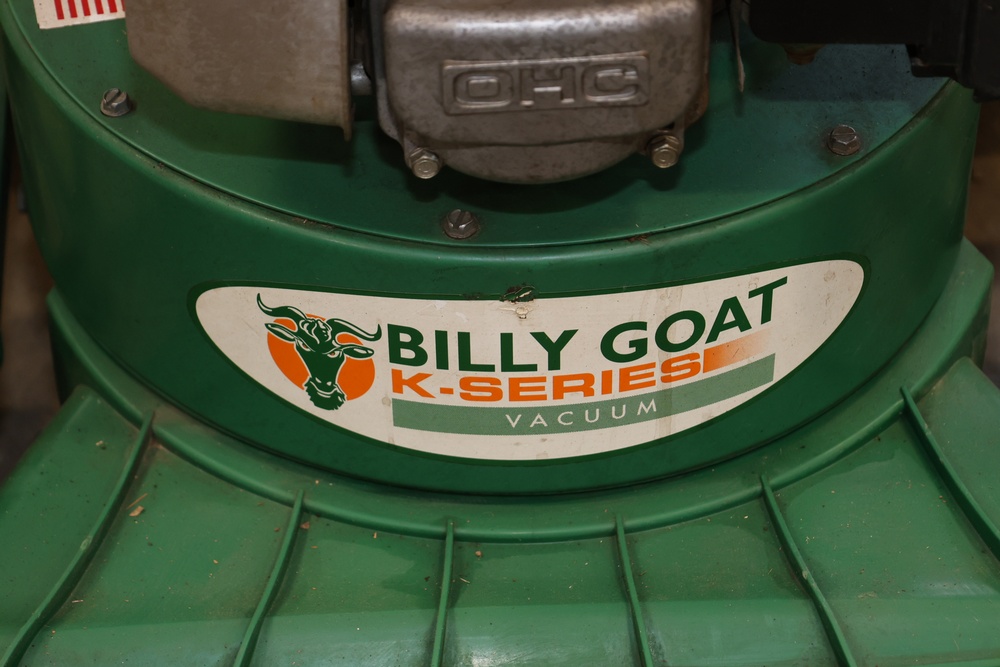 OHC
BILLY GOAT
K-SERIES
VACUUM